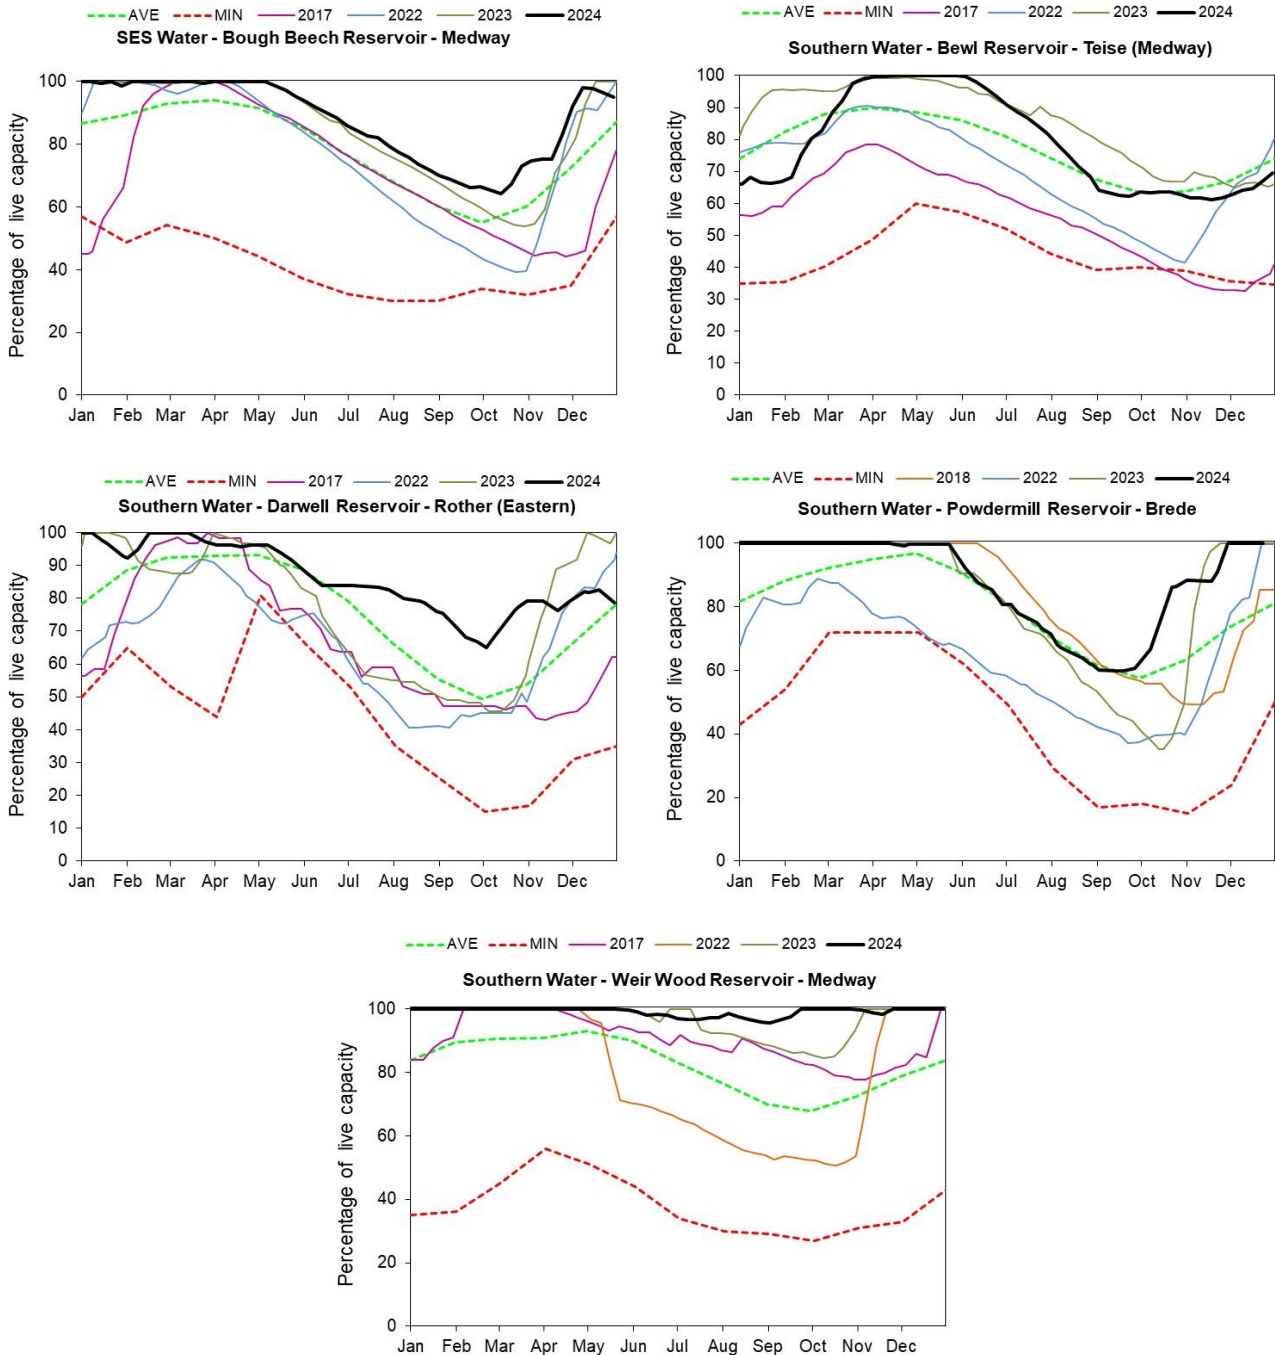 AVE MIN 2017 2022 2023 2024
SES Water - Bough Beech Reservoir - Medway
Percentage of live capacity
100
80
60
40
20
0
Jan Feb Mar Apr May Jun Jul Aug Sep Oct Nov Dec
AVE MIN 2017 2022 2023 2024
Southern Water - Bewl Reservoir - Teise (Medway)
Percentage of live capacity
100
90
80
70
60
50
40
30
20
10
0
Jan Feb Mar Apr May Jun Jul Aug Sep Oct Nov Dec
AVE MIN 2017 2022 2023 2024
Southern Water - Darwell Reservoir - Rother (Eastern)
Percentage of live capacity
100
90
80
70
60
50
40
30
20
10
0
Jan Feb Mar Apr May Jun Jul Aug Sep Oct Nov Dec
AVE MIN 2018 2022 2023 2024
Southern Water - Powdermill Reservoir - Brede
Percentage of live capacity
100
80
60
40
20
0
Jan Feb Mar Apr May Jun Jul Aug Sep Oct Nov Dec
AVE MIN 2017 2022 2023 2024
Southern Water - Weir Wood Reservoir - Medway
Percentage of live capacity
100
80
60
40
20
0
Jan Feb Mar Apr May Jun Jul Aug Sep Oct Nov Dec